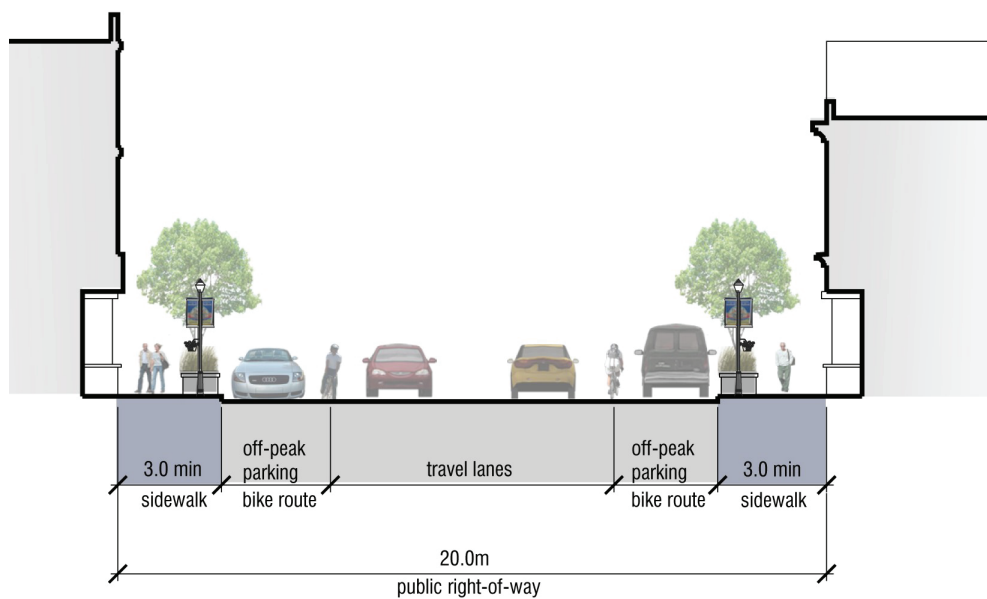 3.0 min
sidewalk
off-peak
parking
bike route
travel lanes
off-peak
parking
bike route
3.0 min
sidewalk
20.0m
public right-of-way